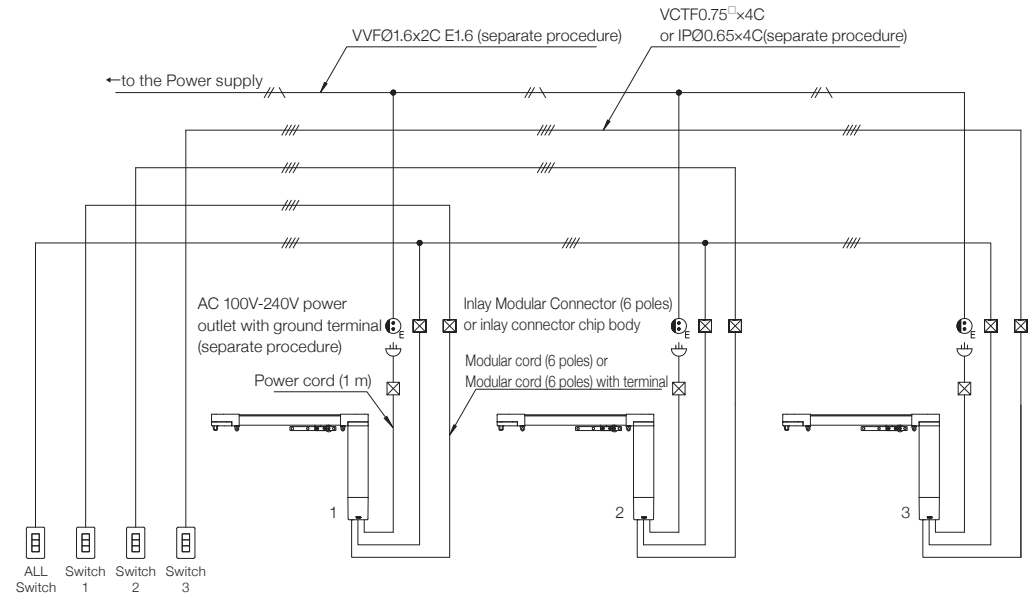 VCTF0.75□×4C
or IPØ0.65×4C(separate procedure)
VVFØ1.6x2C E1.6 (separate procedure)
←to the Power supply
AC 100V-240V power
outlet with ground terminal
(separate procedure)
E
Inlay Modular Connector (6 poles)
or inlay connector chip body
E
E
Modular cord (6 poles) or
Modular cord (6 poles) with terminal
Power cord (1 m)
1
2
3
ALL
Switch
Switch
1
Switch
2
Switch
3